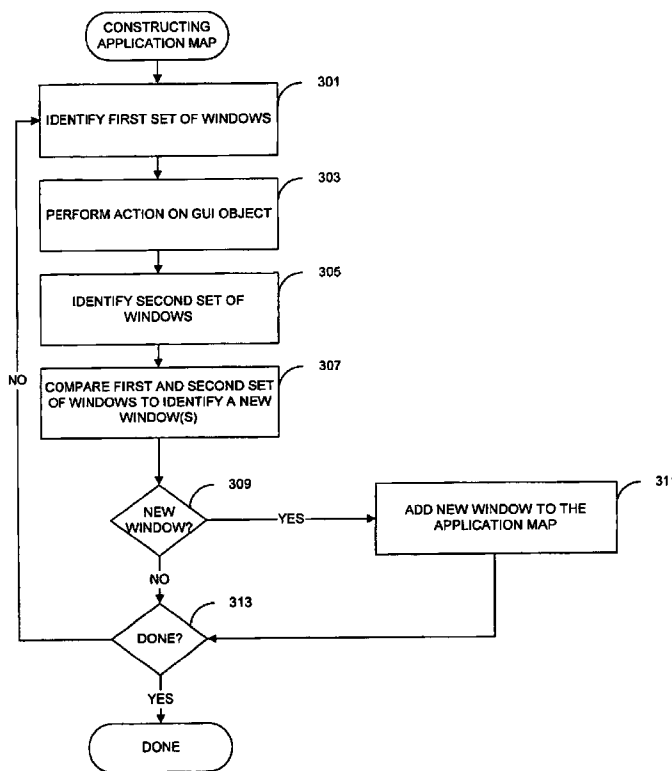 CONSTRUCTING
APPLICATION MAP
301
IDENTIFY FIRST SET OF WINDOWS
303
PERFORM ACTION ON GUI OBJECT
305
IDENTIFY SECOND SET OF
WINDOWS
307
COMPARE FIRST AND SECOND SET
OF WINDOWS TO IDENTIFY A NEW
WINDOW(S)
NO
309
NEW
WINDOW?
YES
311
ADD NEW WINDOW TO THE
APPLICATION MAP
NO
313
DONE?
YES
DONE